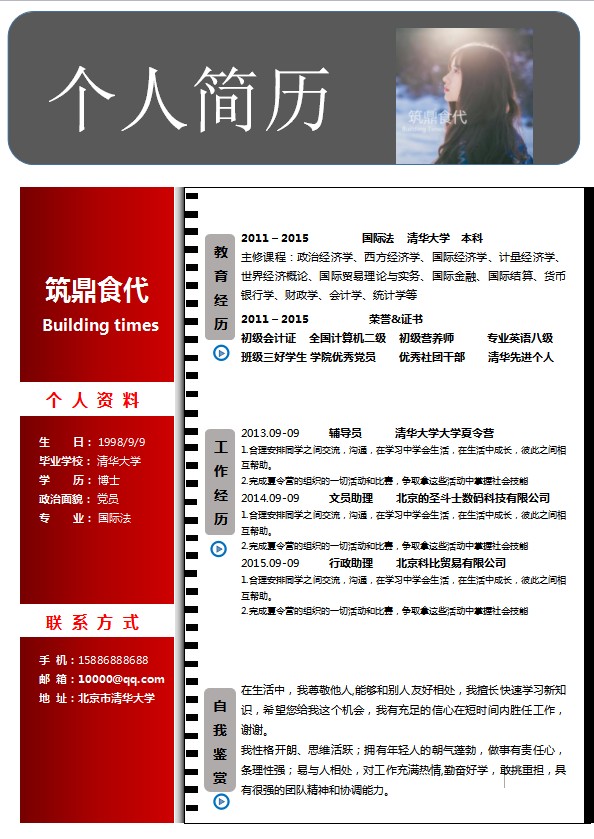 个人简历
筑鼎食代
Building Times
筑鼎食代
Building times
个人资料
生 日：1998/9/9
毕业学校：清华大学
学 历：博士
政治面貌：党员
专 业：国际法
联系方式
手 机：15886888688
邮 箱：10000@qq.com
地 址：北京市清华大学
教育经历
2011 – 2015 国际法 清华大学 本科
主修课程：政治经济学、西方经济学、国际经济学、计量经济学、
世界经济概论、国际贸易理论与实务、国际金融、国际结算、货币
银行学、财政学、会计学、统计学等
2011 – 2015 荣誉&证书
初级会计证 全国计算机二级 初级营养师 专业英语八级
班级三好学生 学院优秀党员 优秀社团干部 清华先进个人
工作经历
2013.09-09 辅导员 清华大学大学夏令营
1.合理安排同学之间交流，沟通，在学习中学会生活，在生活中成长，彼此之间相
互帮助。
2.完成夏令营的组织的一切活动和比赛，争取拿这些活动中掌握社会技能
2014.09-09 文员助理 北京的圣斗士数码科技有限公司
1.合理安排同学之间交流，沟通，在学习中学会生活，在生活中成长，彼此之间相
互帮助。
2.完成夏令营的组织的一切活动和比赛，争取拿这些活动中掌握社会技能
2015.09-09 行政助理 北京科比贸易有限公司
1.合理安排同学之间交流，沟通，在学习中学会生活，在生活中成长，彼此之间相
互帮助。
2.完成夏令营的组织的一切活动和比赛，争取拿这些活动中掌握社会技能
自我鉴赏
在生活中，我尊敬他人,能够和别人友好相处，我擅长快速学习新知
识，希望您给我这个机会，我有充足的信心在短时间内胜任工作，
谢谢。
我性格开朗、思维活跃；拥有年轻人的朝气蓬勃，做事有责任心，
条理性强；易与人相处，对工作充满热情,勤奋好学，敢挑重担，具
有很强的团队精神和协调能力。